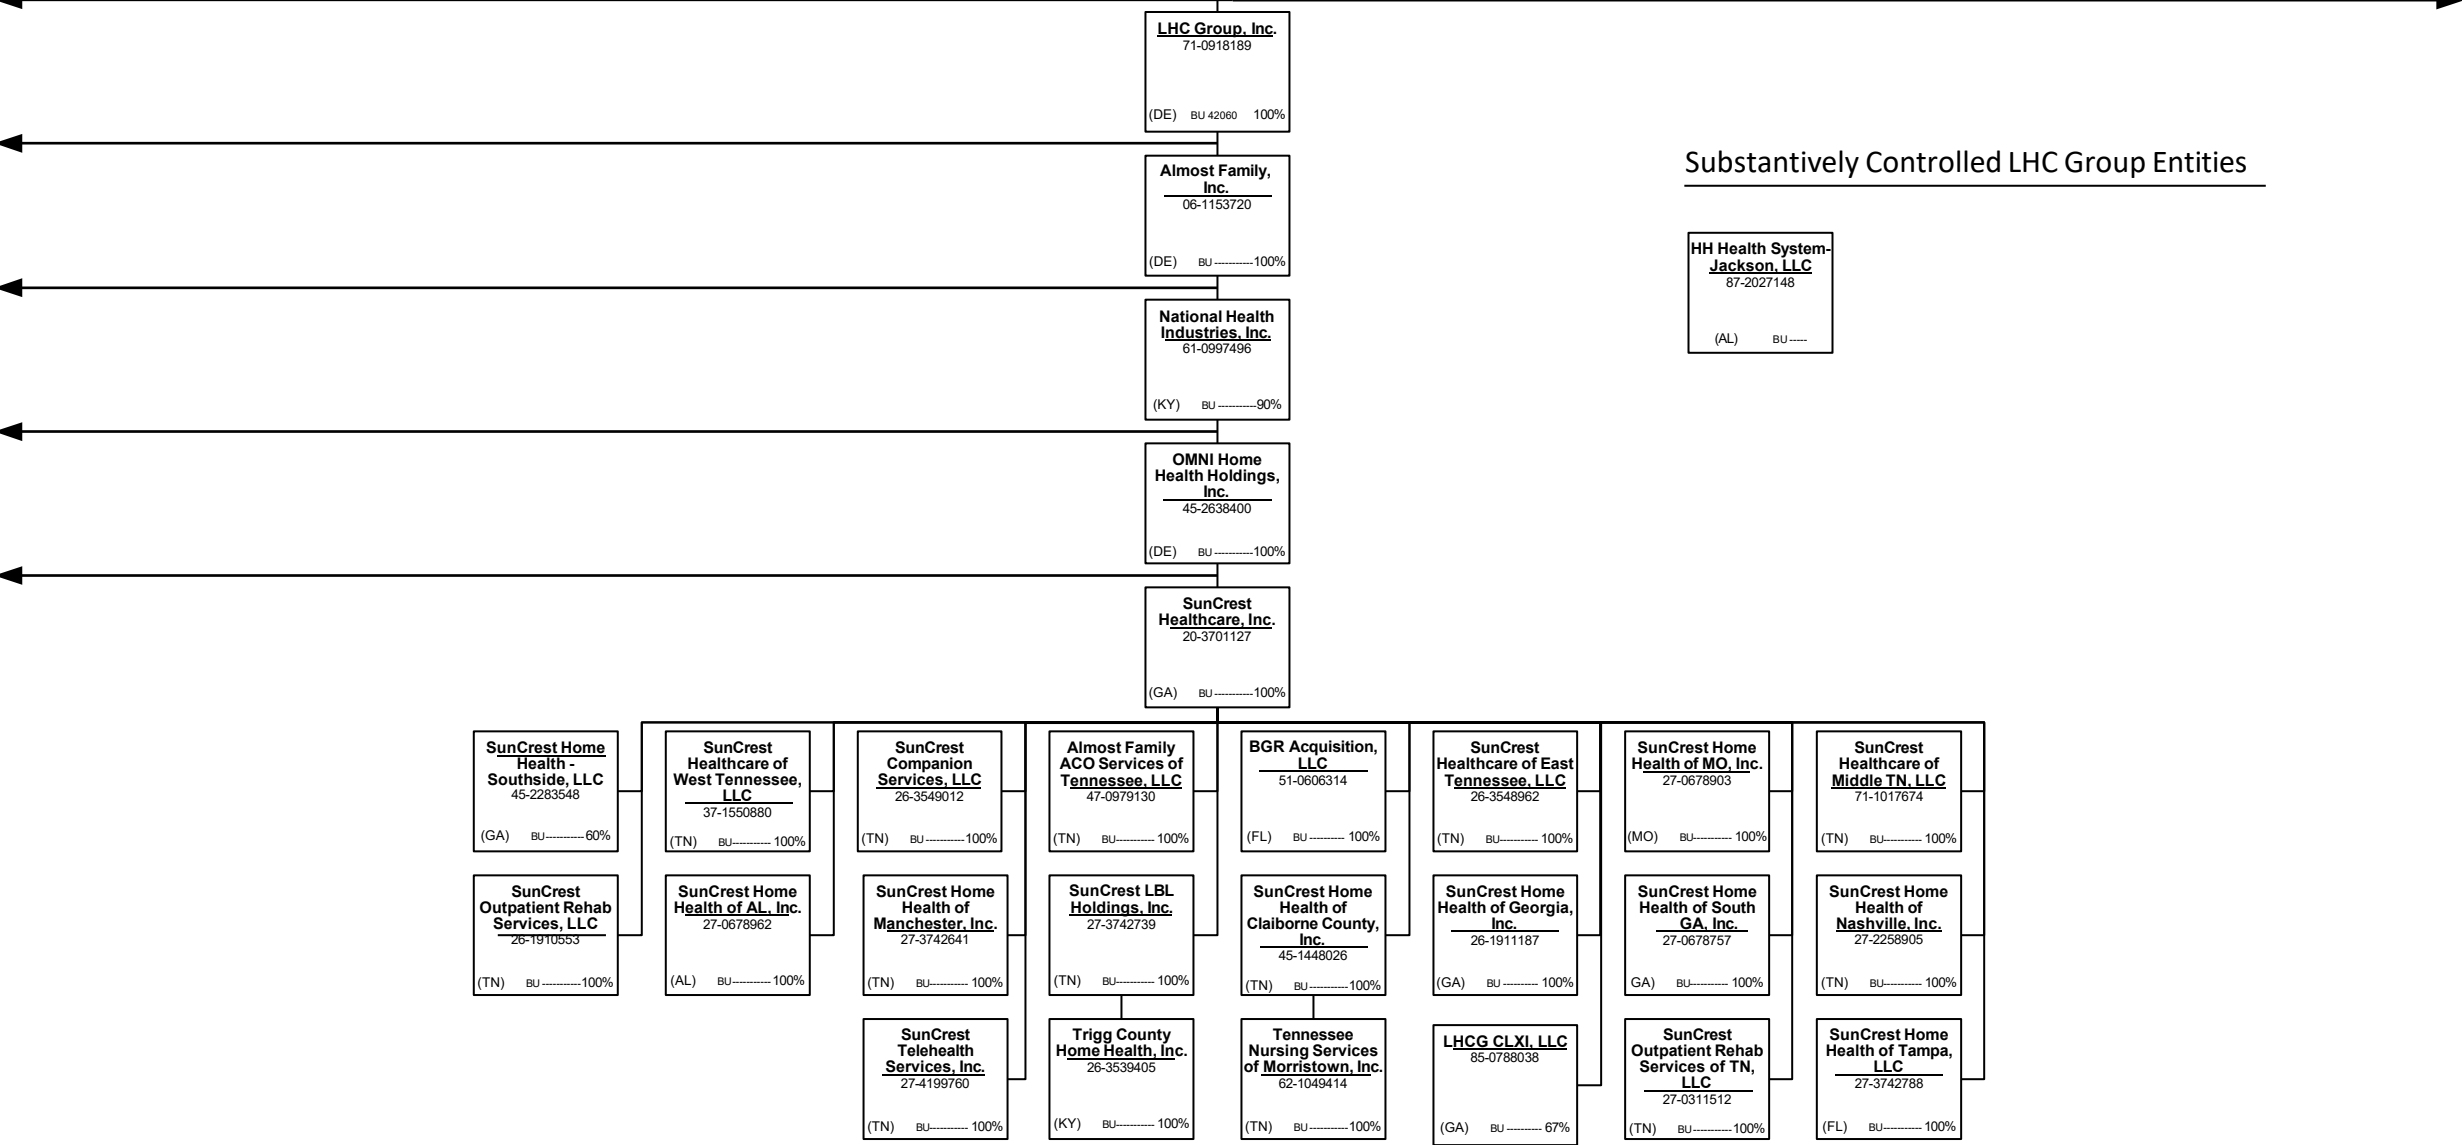 LHC Group, Inc.
71-0918189
(DE) BU 42060 100%
Substantively Controlled LHC Group Entities
Almost Family,
Inc.
06-1153720
(DE) BU -----------100%
HH Health System-
Jackson, LLC
87-2027148
(AL) BU -----
National Health
Industries, Inc.
61-0997496
(KY) BU -----------90%
OMNI Home
Health Holdings,
Inc.
45-2638400
(DE) BU -----------100%
SunCrest
Healthcare, Inc.
20-3701127
(GA) BU -----------100%
SunCrest Home
Health -
Southside, LLC
45-2283548
(GA) BU----------- 60%
SunCrest
Healthcare of
West Tennessee,
LLC
37-1550880
(TN) BU----------- 100%
SunCrest
Companion
Services, LLC
26-3549012
(TN) BU -----------100%
Almost Family
ACO Services of
Tennessee, LLC
47-0979130
(TN) BU----------- 100%
BGR Acquisition,
LLC
51-0606314
(FL) BU ---------- 100%
SunCrest
Healthcare of East
Tennessee, LLC
26-3548962
(TN) BU----------- 100%
SunCrest Home
Health of MO, Inc.
27-0678903
(MO) BU----------- 100%
SunCrest
Healthcare of
Middle TN, LLC
71-1017674
(TN) BU----------- 100%
SunCrest
Outpatient Rehab
Services, LLC
26-1910553
(TN) BU -----------100%
SunCrest Home
Health of AL, Inc.
27-0678962
(AL) BU----------- 100%
SunCrest Home
Health of
Manchester, Inc.
27-3742641
(TN) BU----------- 100%
SunCrest LBL
Holdings, Inc.
27-3742739
(TN) BU----------- 100%
SunCrest Home
Health of
Claiborne County,
Inc.
45-1448026
(TN) BU -----------100%
SunCrest Home
Health of Georgia,
Inc.
26-1911187
(GA) BU ---------- 100%
SunCrest Home
Health of South
GA, Inc.
27-0678757
GA) BU----------- 100%
SunCrest Home
Health of
Nashville, Inc.
27-2258905
(TN) BU----------- 100%
SunCrest
Telehealth
Services, Inc.
27-4199760
(TN) BU----------- 100%
Trigg County
Home Health, Inc.
26-3539405
(KY) BU----------- 100%
Tennessee
Nursing Services
of Morristown, Inc.
62-1049414
(TN) BU -----------100%
LHCG CLXI, LLC
85-0788038
(GA) BU ---------- 67%
SunCrest
Outpatient Rehab
Services of TN,
LLC
27-0311512
(TN) BU -----------100%
SunCrest Home
Health of Tampa,
LLC
27-3742788
(FL) BU----------- 100%